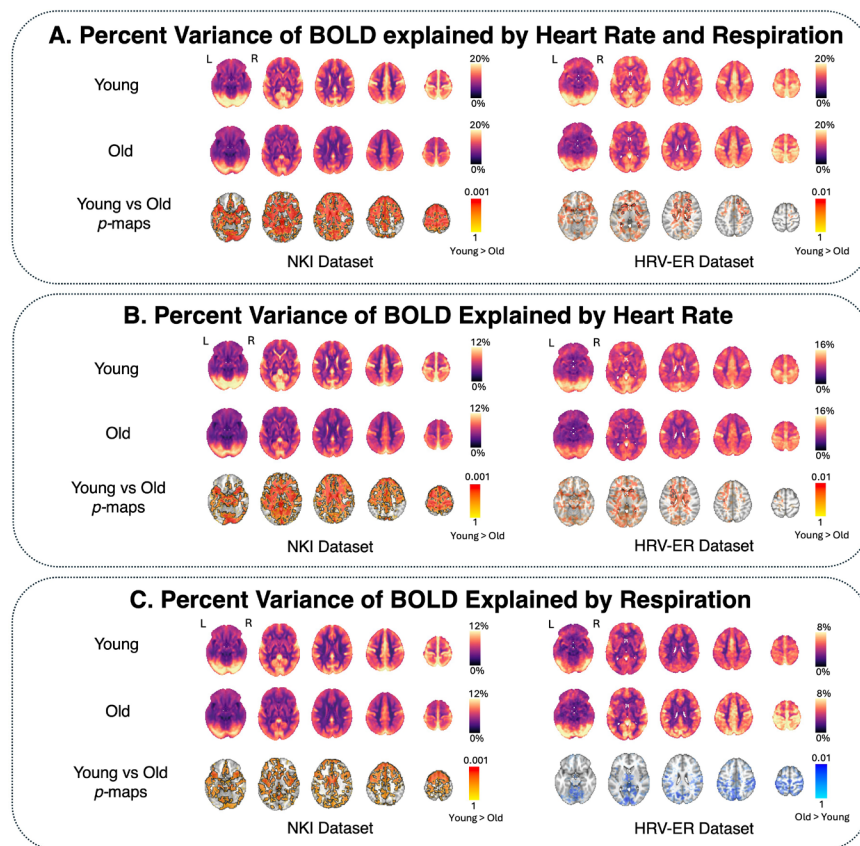 A. Percent Variance of BOLD explained by Heart Rate and Respiration
L R
L R
Young
20%
0%
20%
0%
Old
20%
0%
20%
0%
Young vs Old
p-maps
0.001
1
Young > Old
0.01
1
Young > Old
NKI Dataset
HRV-ER Dataset
B. Percent Variance of BOLD Explained by Heart Rate
L R
L R
Young
12%
0%
16%
0%
Old
12%
0%
16%
0%
Young vs Old
p-maps
0.001
1
Young > Old
0.01
1
Young > Old
NKI Dataset
HRV-ER Dataset
C. Percent Variance of BOLD Explained by Respiration
L R
L R
Young
12%
0%
8%
0%
Old
12%
0%
8%
0%
Young vs Old
p-maps
0.001
1
Young > Old
0.01
1
Old > Young
NKI Dataset
HRV-ER Dataset